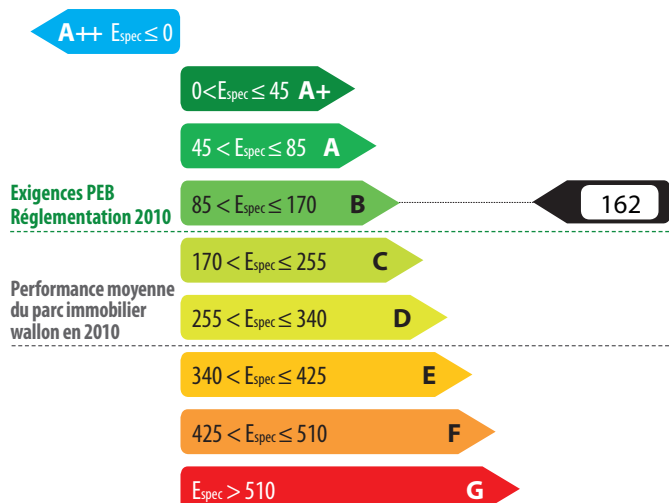 A++ Espec ≤ 0
0<Espec ≤ 45 A+
45 < Espec ≤ 85 A
Exigences PEB
Réglementation 2010
85 < Espec ≤ 170 B
162
170 < Espec ≤ 255 C
Performance moyenne
du parc immobilier
wallon en 2010
255 < Espec ≤ 340 D
340 < Espec ≤ 425 E
425 < Espec ≤ 510 F
Espec > 510 G